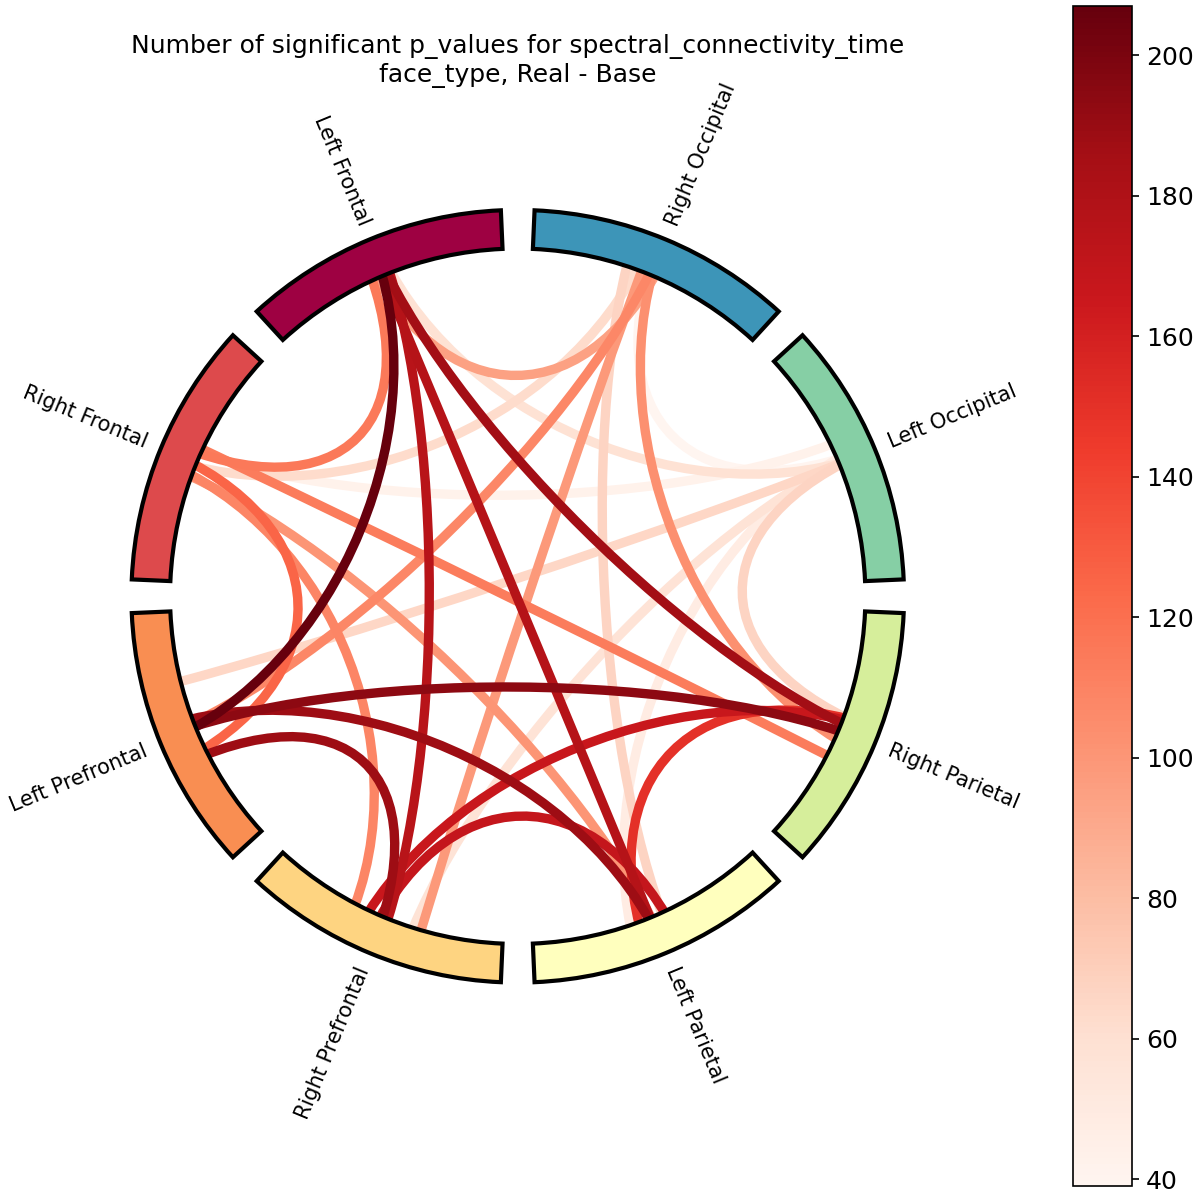 Number of significant p_values for spectral_connectivity_time
face_type, Real - Base
Left Frontal
Right Occipital
Right Frontal
Left Occipital
Left Prefrontal
Right Parietal
Right Prefrontal
Left Parietal
200
180
160
140
120
100
80
60
40